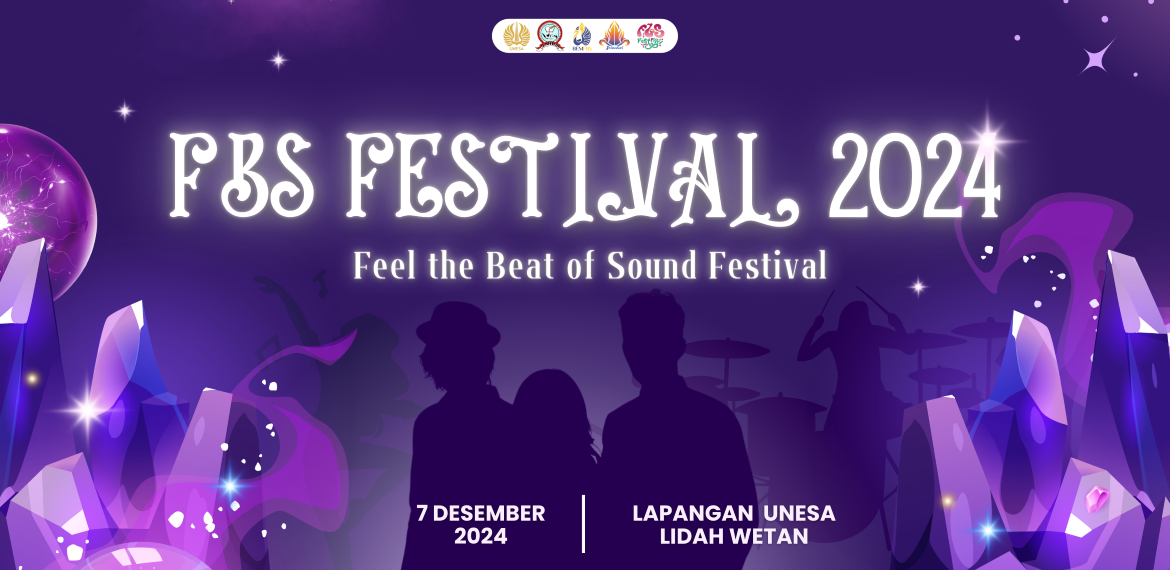 FBS FESTIVAL 2024
Feel the Beat of Sound Festival
7 DESEMBER
2024
LAPANGAN UNESA
LIDAH WETAN